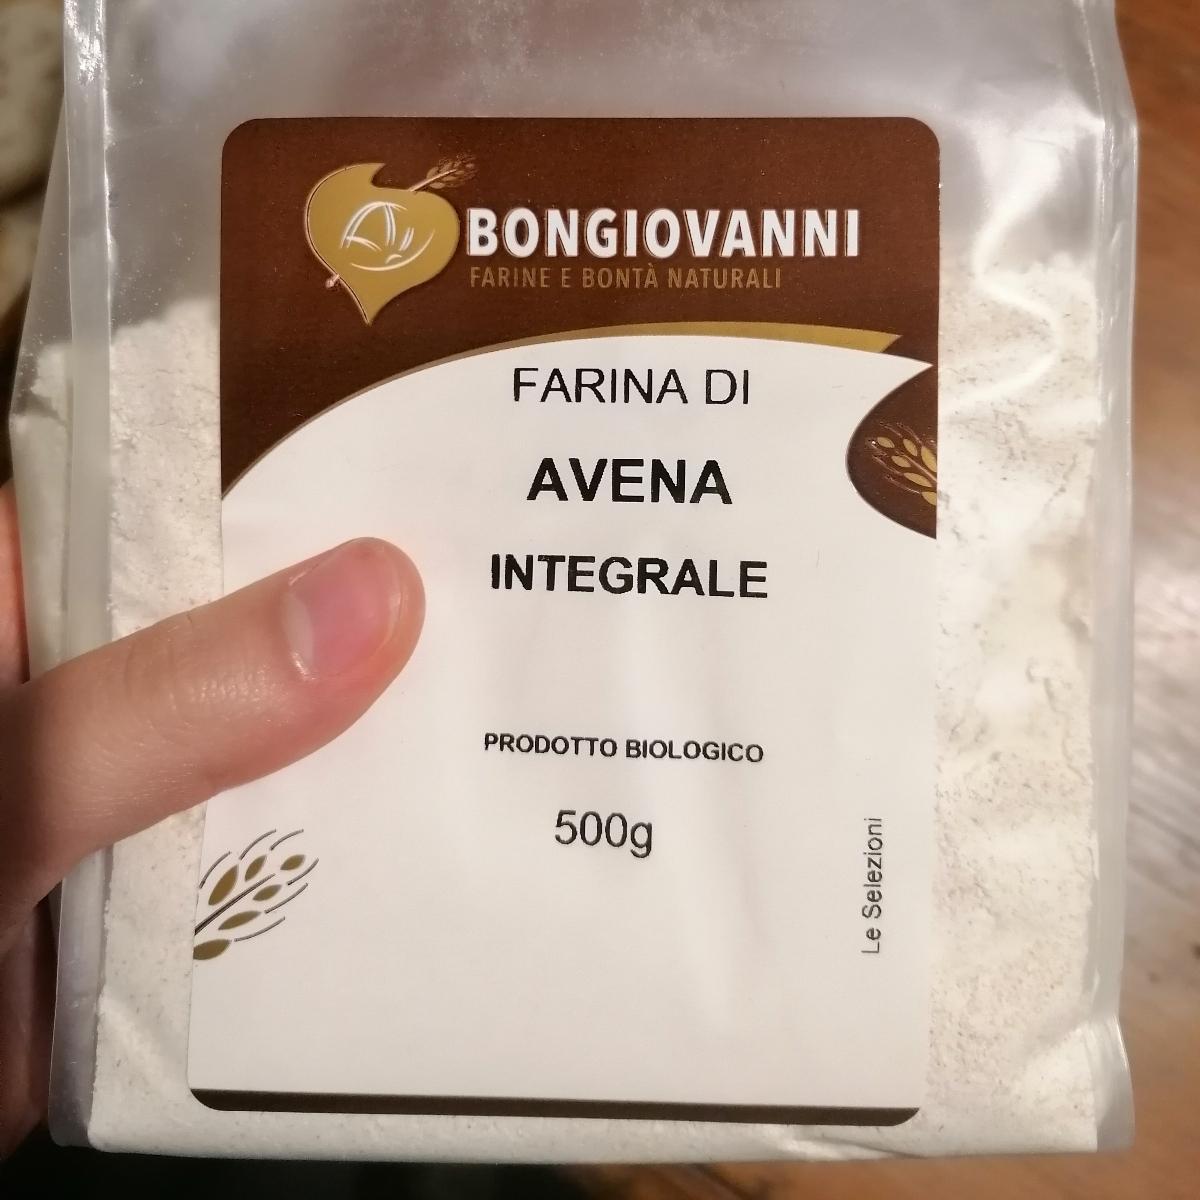 BONGIOVANNI
FARINE E BONTÀ NATURALI
FARINA DI
AVENA
INTEGRALE
PRODOTTO BIOLOGICO
500g
Le Selezioni